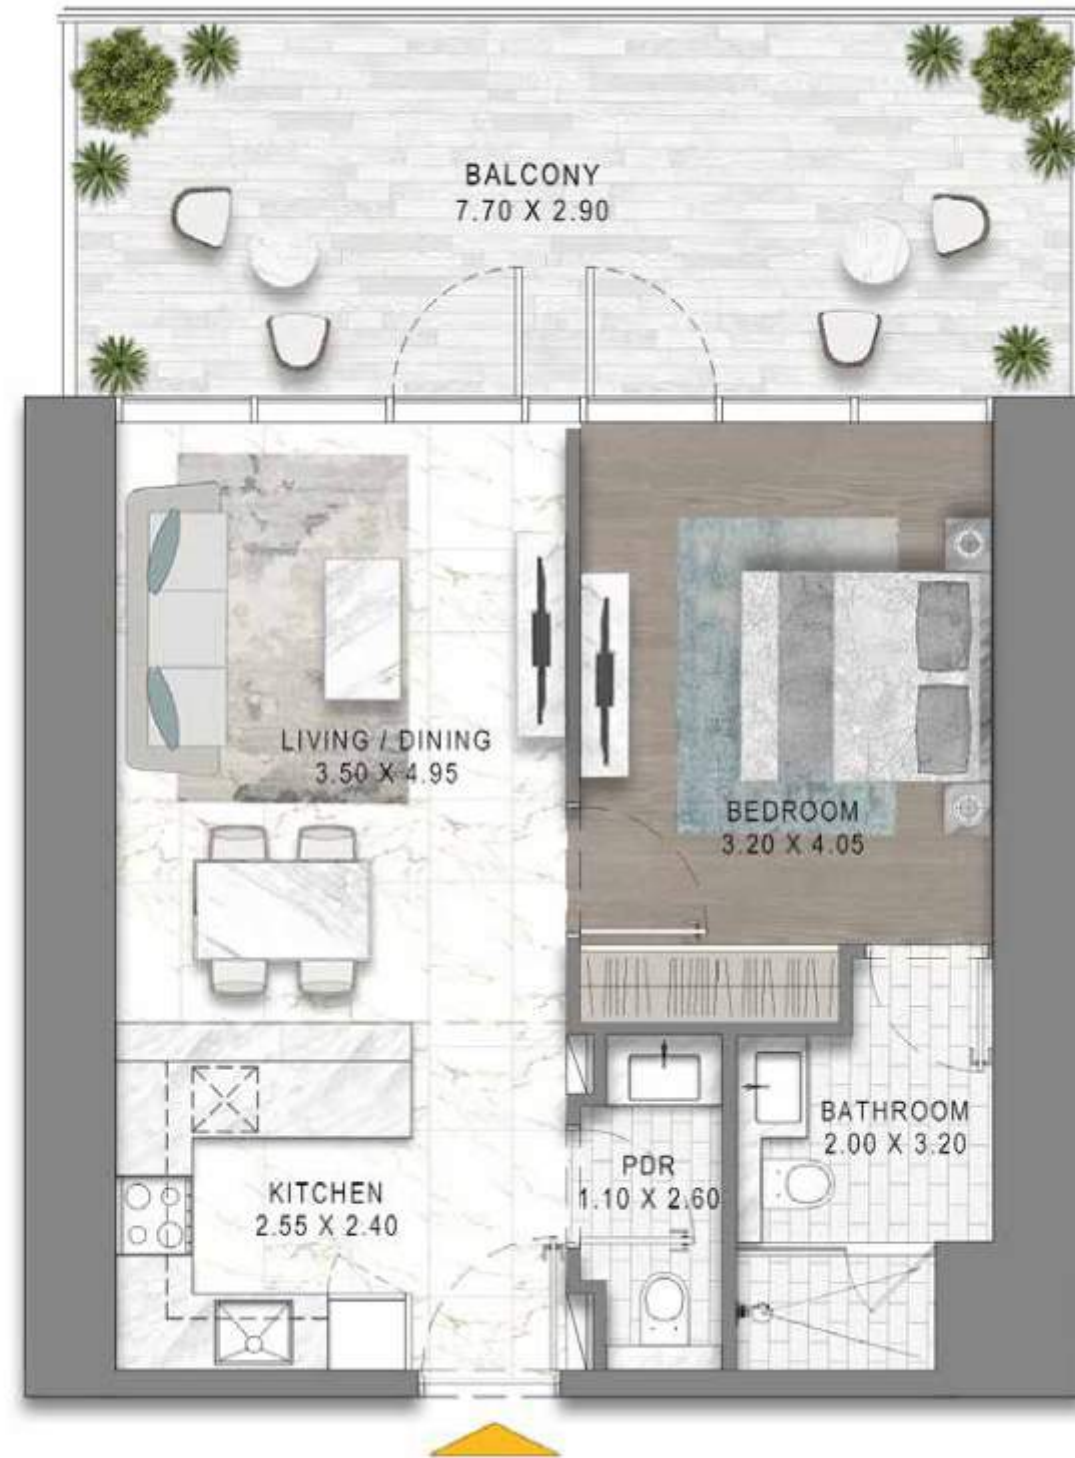 BALCONY
7.70 X 2.90
LIVING / DINING
3.50 X 4.95
BEDROOM
3.20 X 4.05
BATHROOM
2.00 X 3.20
PDR
1.10 X 2.60
KITCHEN
2.55 X 2.40